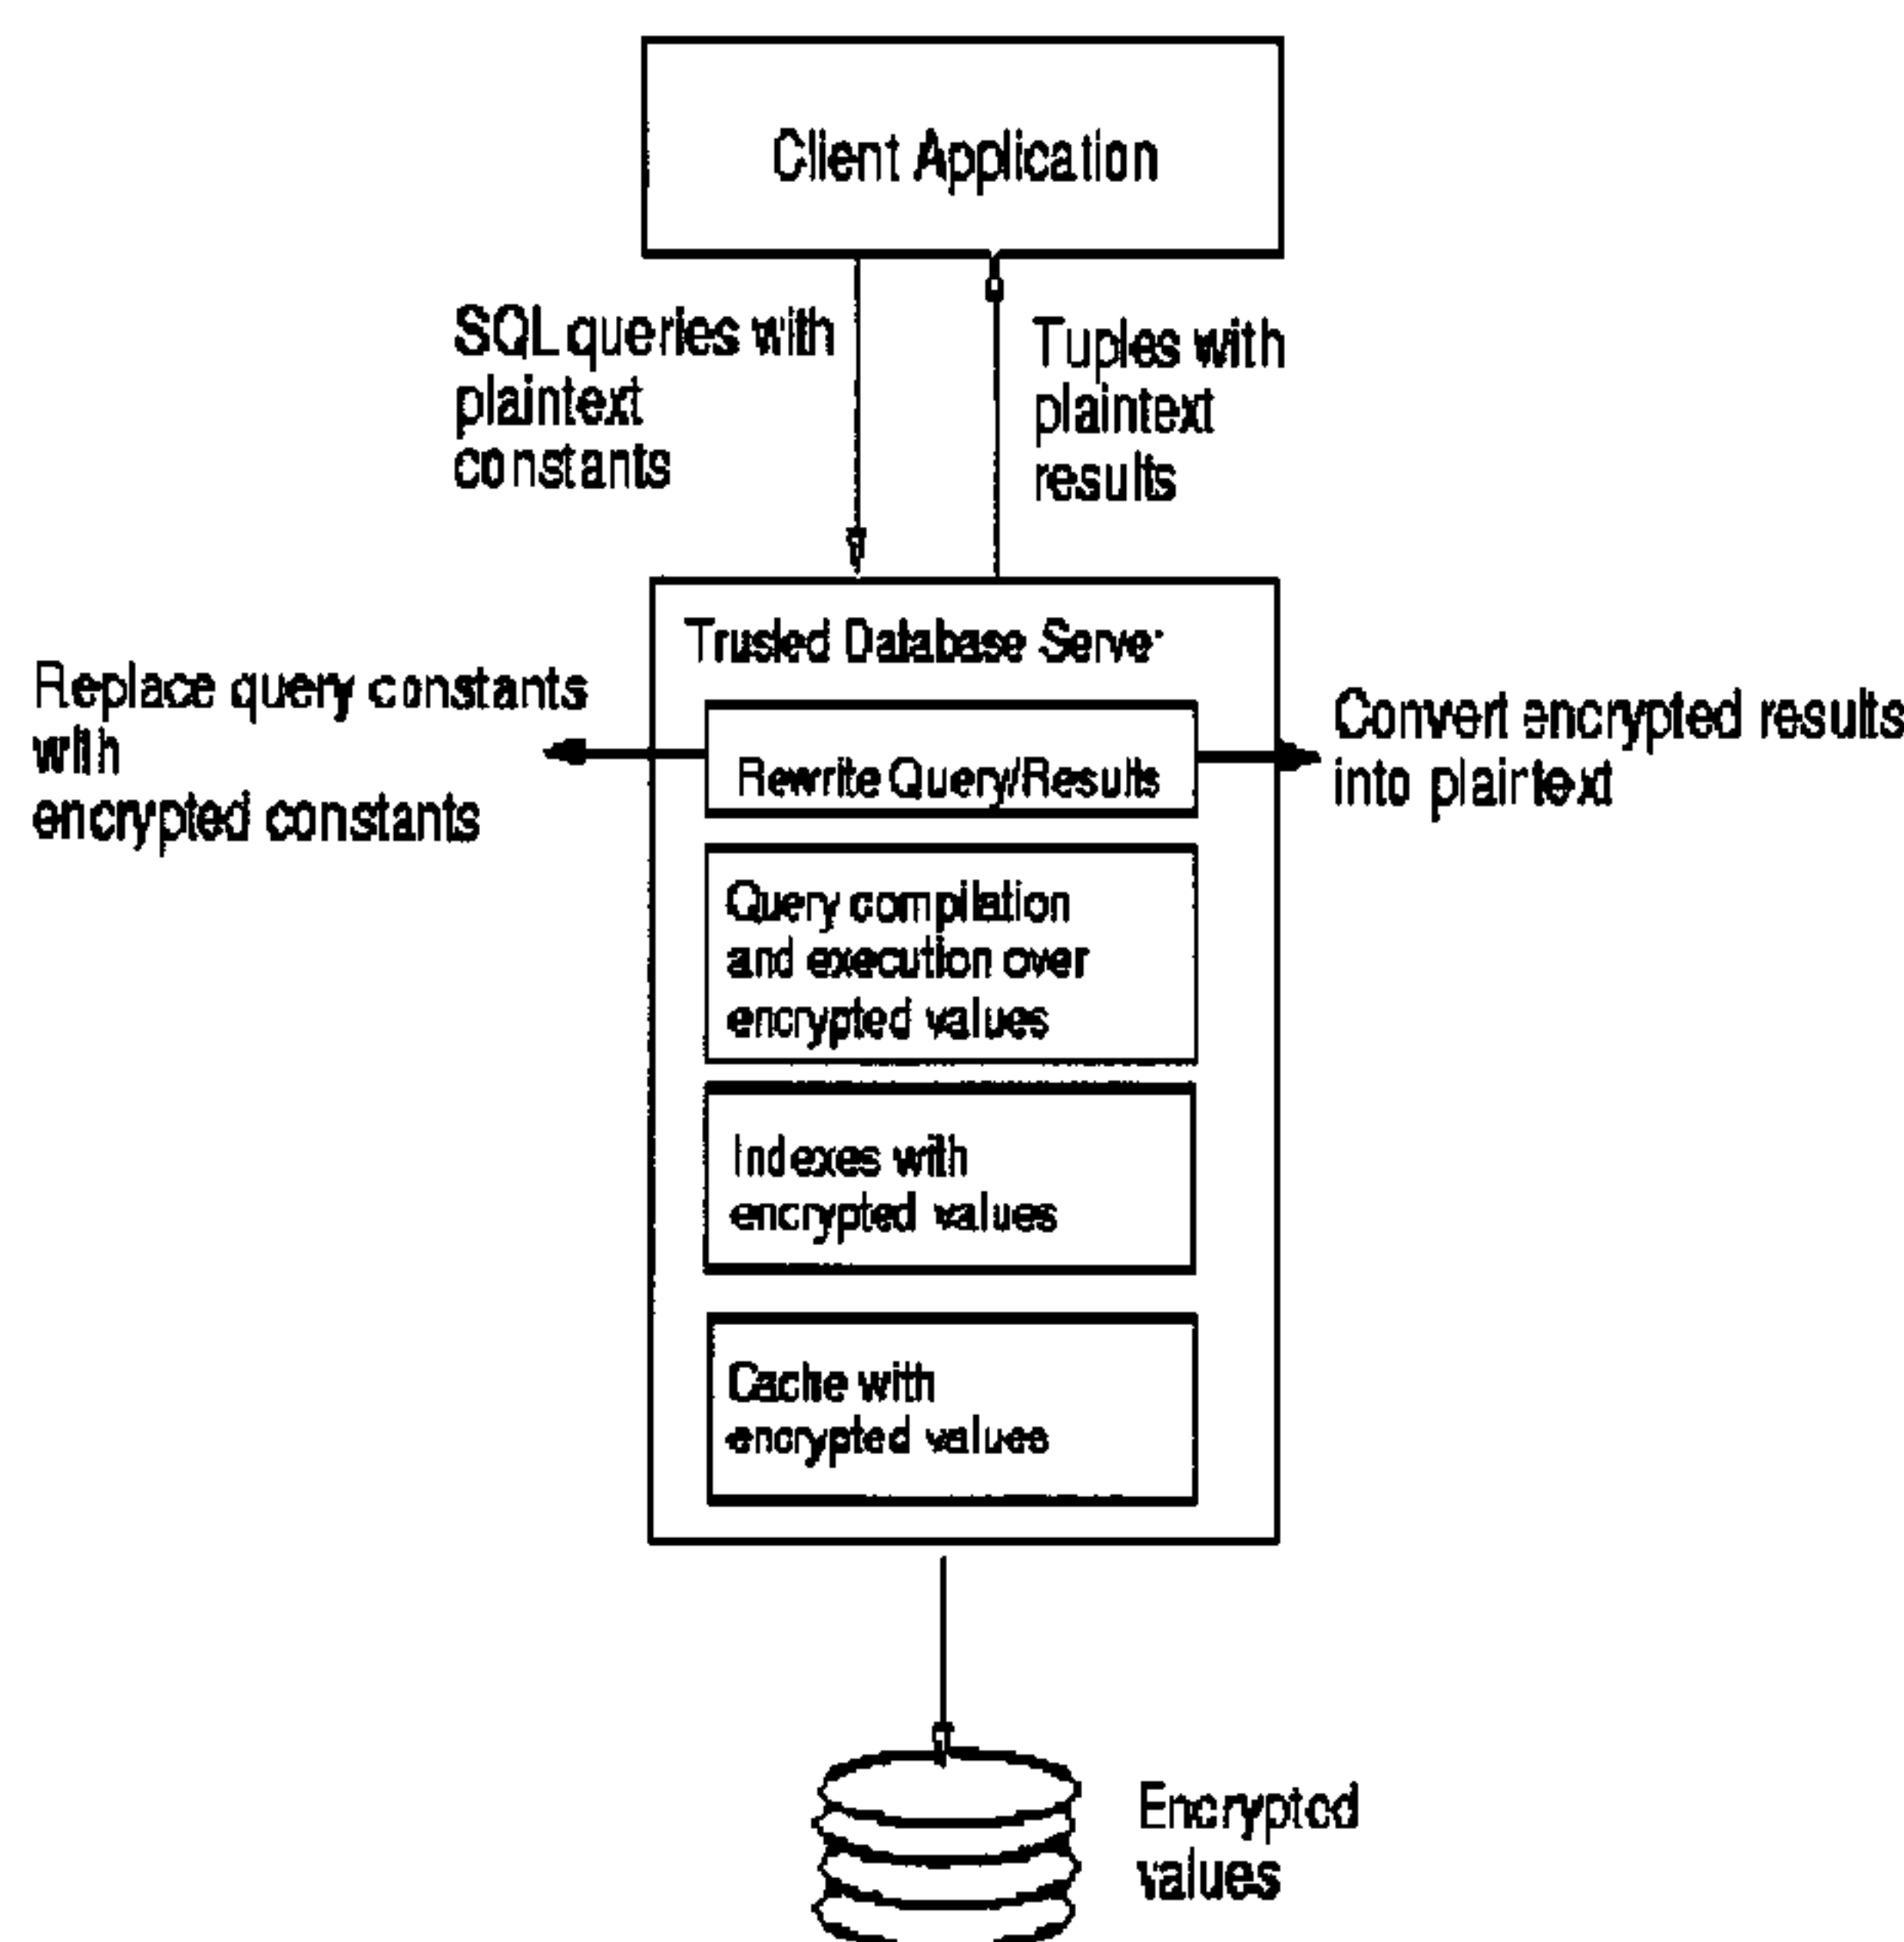 Client Application
SQL queries with
plaintext
constants
Tuples with
plaintext
results
Trusted Database Server
Replace query constants
with
encrypted constants
Rewrite Query/Results
Convert encrypted results
into plaintext
Query compilation
and execution over
encrypted values
Indexes with
encrypted values
Cache with
encrypted values
Encrypted
values